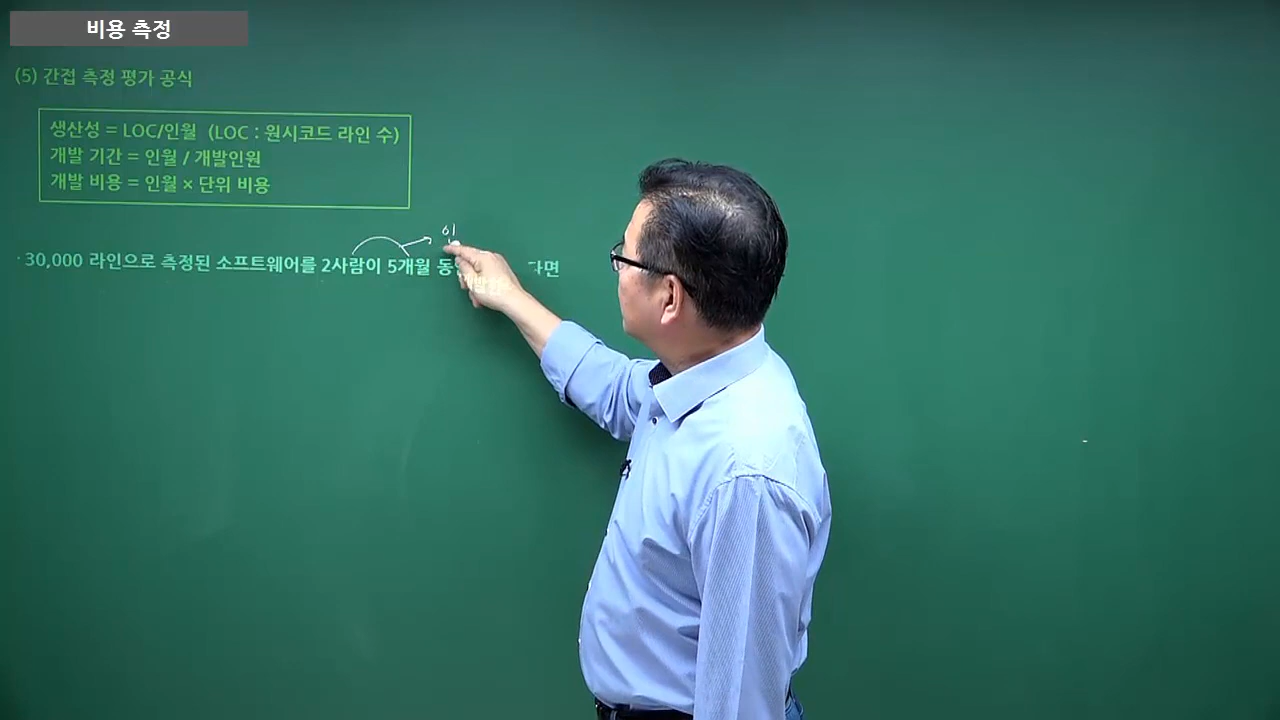 비용 측정
(5) 간접 측정 평가 공식
생산성 = LOC/인월 (LOC : 원시코드 라인 수)
개발 기간 = 인월 / 개발인원
개발 비용 = 인월 × 단위 비용
· 30,000 라인으로 측정된 소프트웨어를 2사람이 5개월 다면